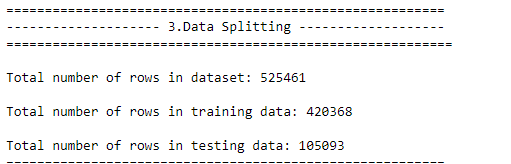 =========================================================
-------------------- 3.Data Splitting -------------------
==========================================================
Total number of rows in dataset: 525461
Total number of rows in training data: 420368
Total number of rows in testing data: 105093
---------------------------------------------------------